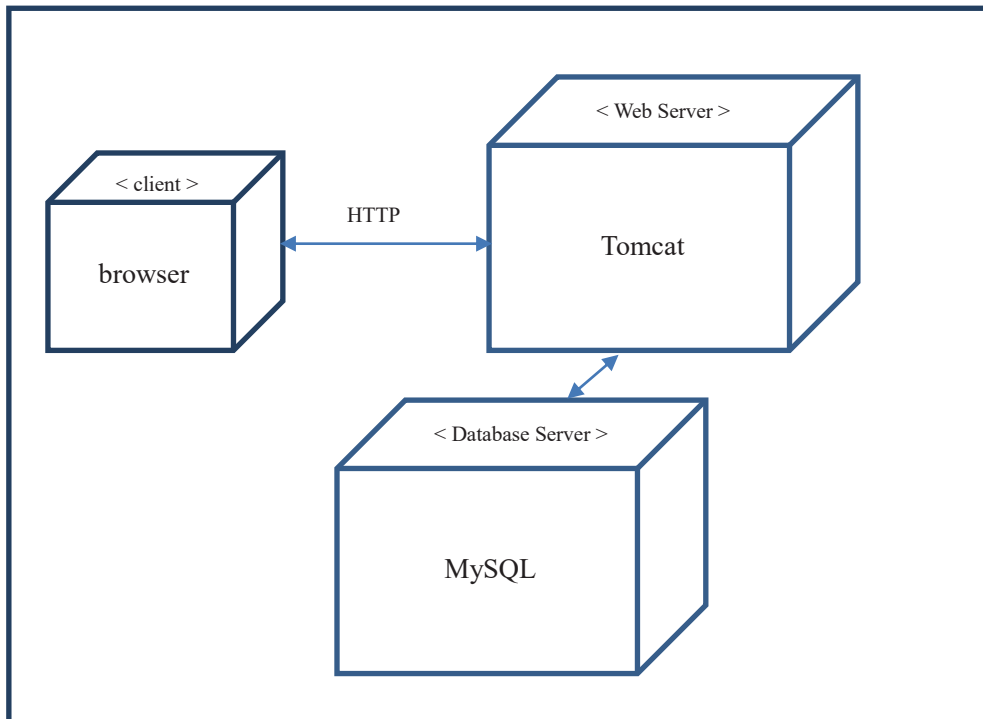 < Web Server >
< client >
HTTP
Tomcat
browser
< Database Server >
MySQL